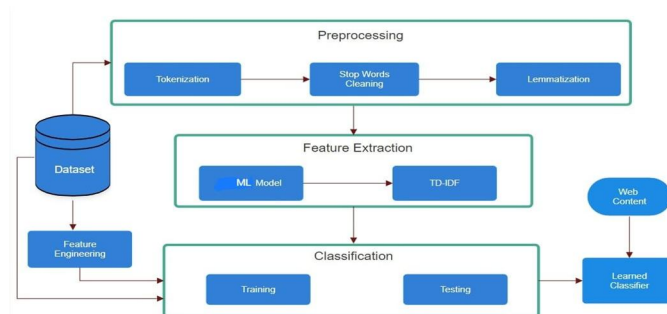 Preprocessing
Tokenization
Stop Words
Cleaning
Lemmatization
Dataset
Feature Extraction
ML Model
TD-IDF
Web
Content
Feature
Engineering
Classification
Training
Testing
Learned
Classifier